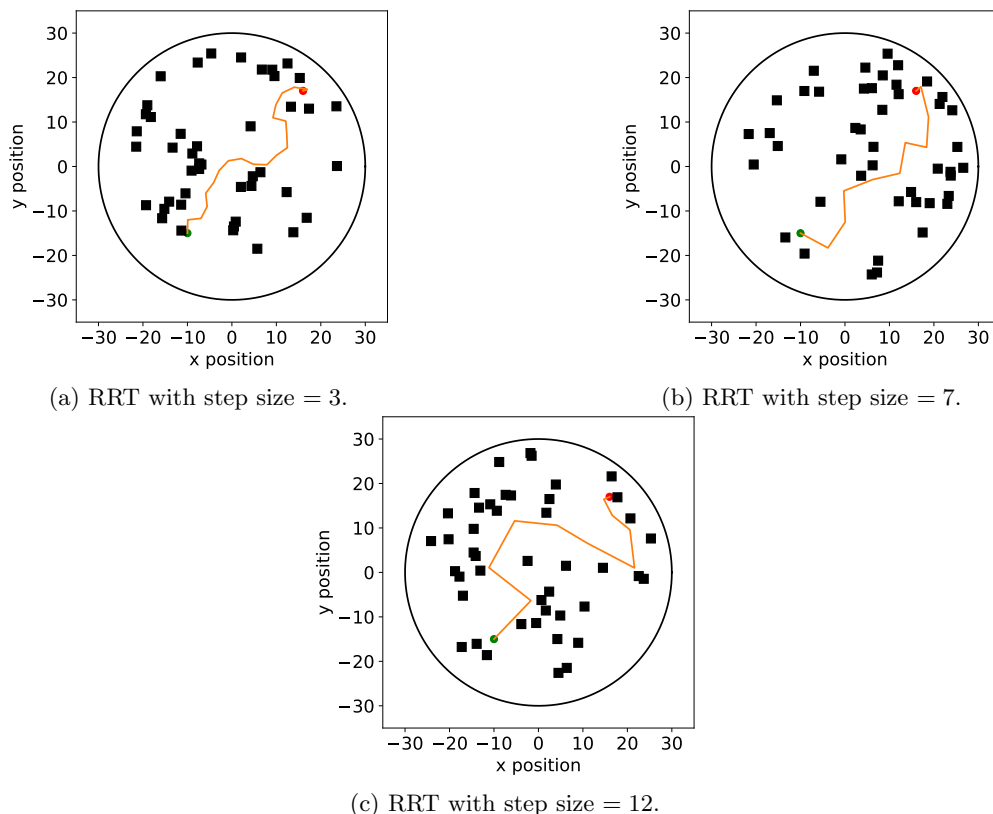 30
20
10
0
−10
−20
−30
y position
−30 −20 −10 0 10 20 30
x position
(a) RRT with step size = 3.
30
20
10
0
−10
−20
−30
y position
−30 −20 −10 0 10 20 30
x position
(b) RRT with step size = 7.
30
20
10
0
−10
−20
−30
y position
−30 −20 −10 0 10 20 30
x position
(c) RRT with step size = 12.